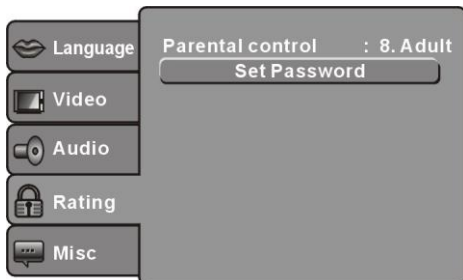 Language
Video
Audio
Rating
Misc
Parental control : 8. Adult
Set Password